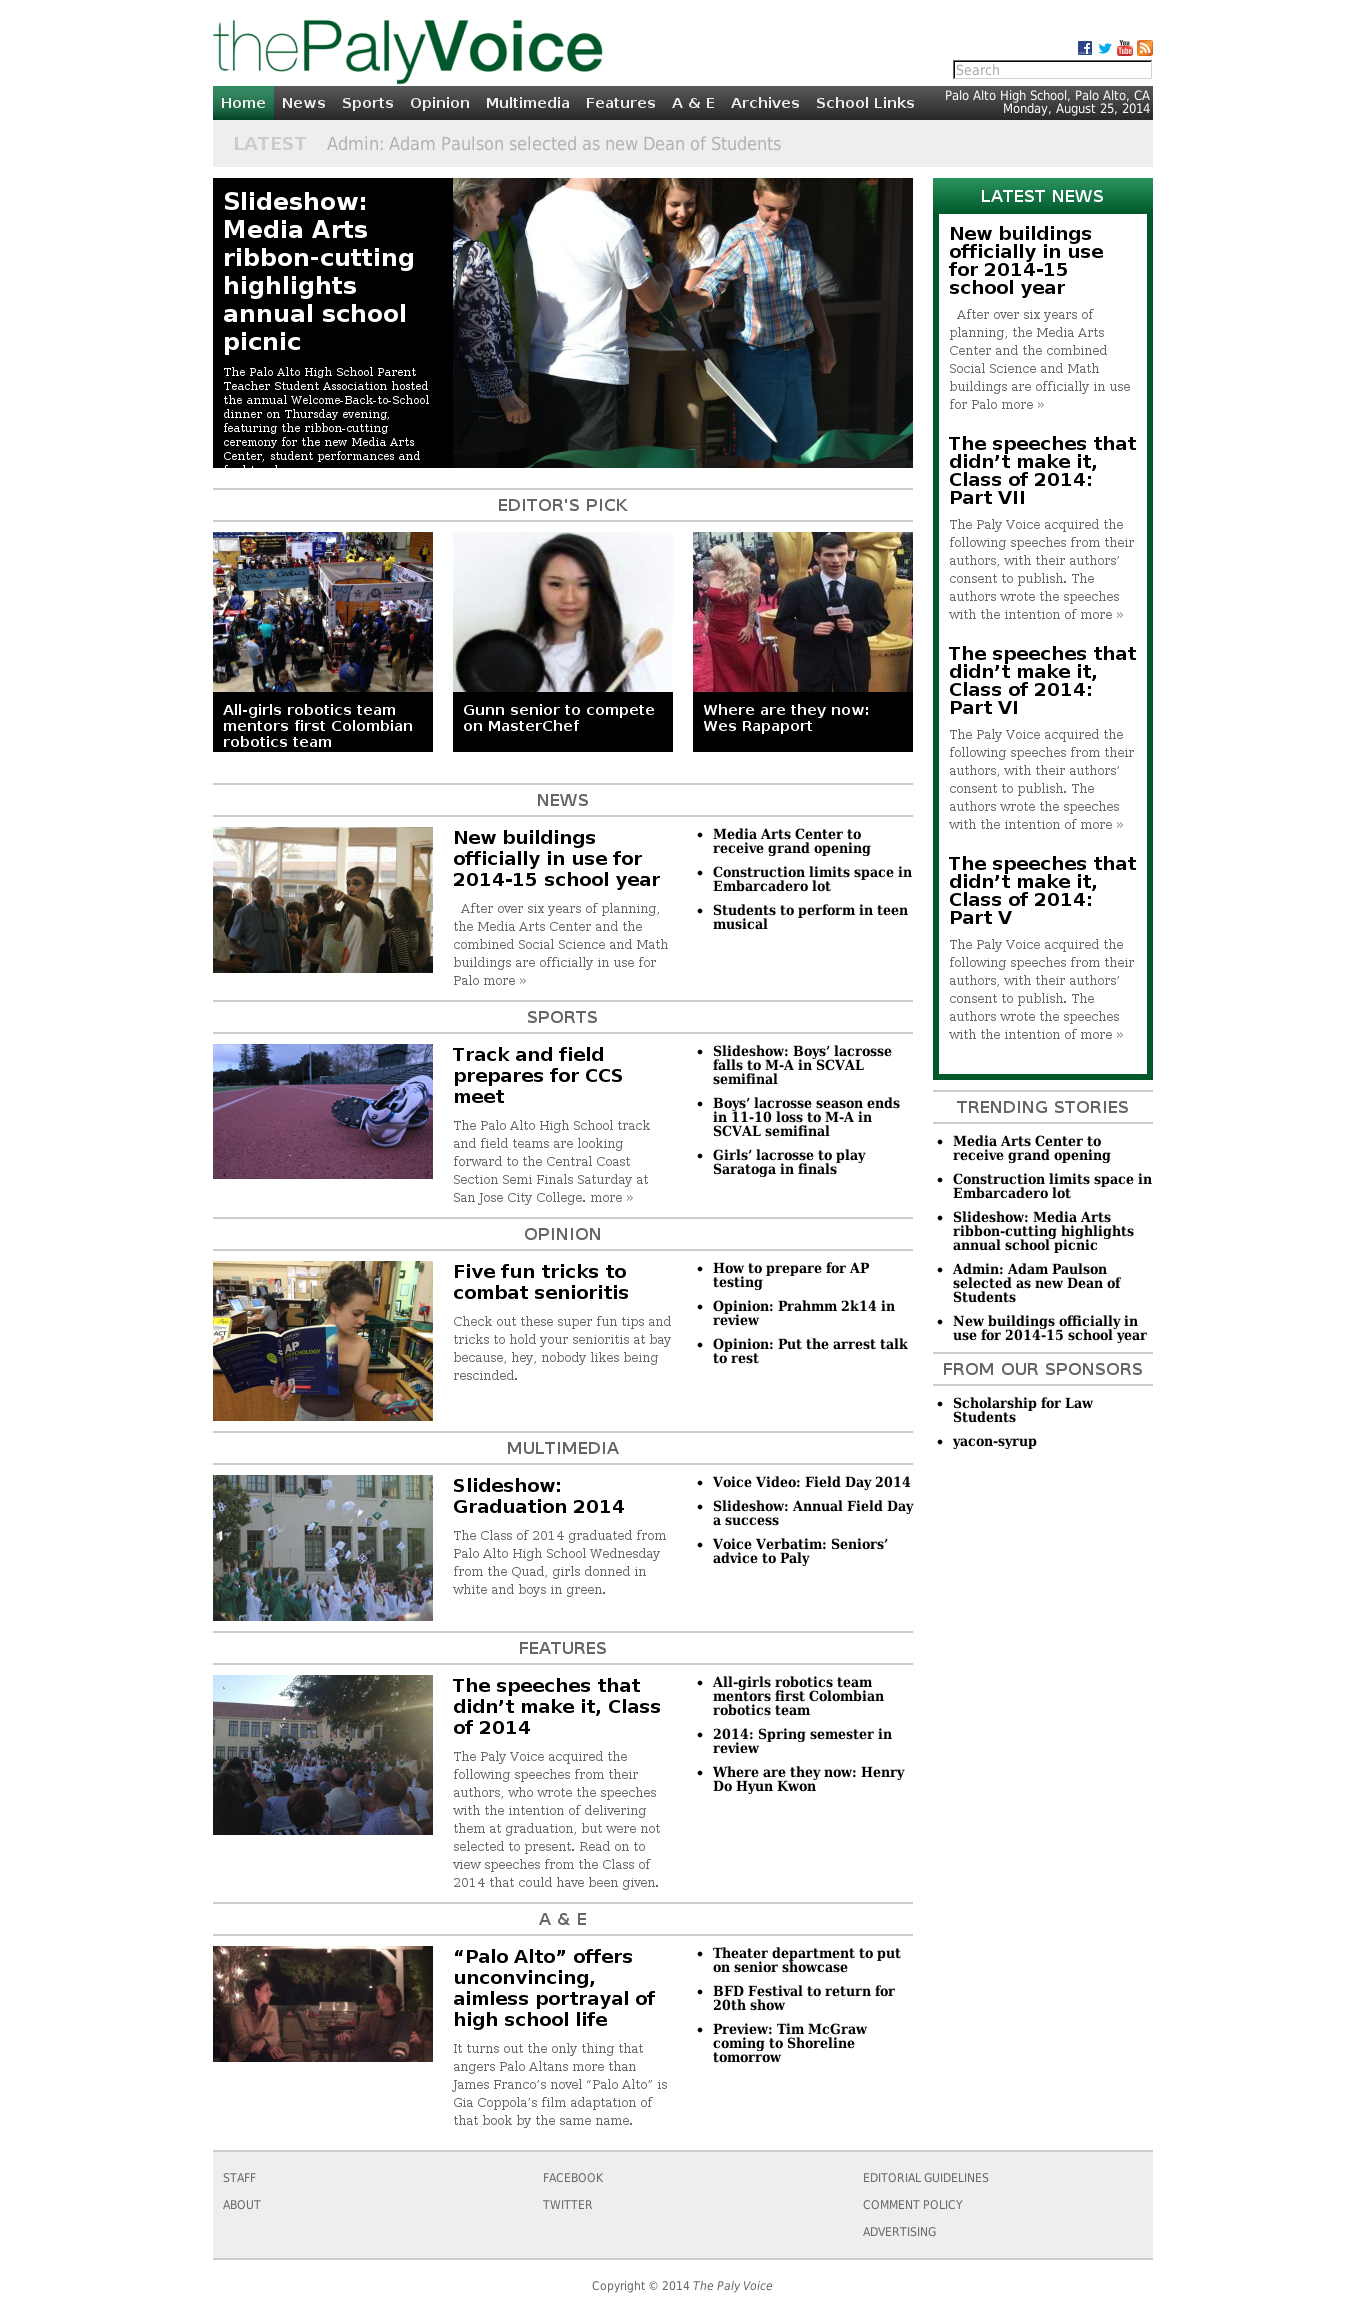 thePalyVoice
Search
Home News Sports Opinion Multimedia Features A & E Archives School Links
Palo Alto High School, Palo Alto, CA
Monday, August 25, 2014
LATEST Admin: Adam Paulson selected as new Dean of Students
Slideshow:
Media Arts
ribbon-cutting
highlights
annual school
picnic
The Palo Alto High School Parent
Teacher Student Association hosted
the annual Welcome-Back-to-School
dinner on Thursday evening,
featuring the ribbon-cutting
ceremony for the new Media Arts
Center, student performances and
EDITOR'S PICK
All-girls robotics team
mentors first Colombian
robotics team
Gunn senior to compete
on MasterChef
Where are they now:
Wes Rapaport
NEWS
New buildings
officially in use for
2014-15 school year
After over six years of planning,
the Media Arts Center and the
combined Social Science and Math
buildings are officially in use for
Palo more »
• Media Arts Center to
receive grand opening
• Construction limits space in
Embarcadero lot
• Students to perform in teen
musical
SPORTS
Track and field
prepares for CCS
meet
The Palo Alto High School track
and field teams are looking
forward to the Central Coast
Section Semi Finals Saturday at
San Jose City College. more »
• Slideshow: Boys’ lacrosse
falls to M-A in SCVAL
semifinal
• Boys’ lacrosse season ends
in 11-10 loss to M-A in
SCVAL semifinal
• Girls’ lacrosse to play
Saratoga in finals
OPINION
AP
PSYCHOLOGY
Five fun tricks to
combat senioritis
Check out these super fun tips and
tricks to hold your senioritis at bay
because, hey, nobody likes being
rescinded.
• How to prepare for AP
testing
• Opinion: Prahmm 2k14 in
review
• Opinion: Put the arrest talk
to rest
MULTIMEDIA
Slideshow:
Graduation 2014
The Class of 2014 graduated from
Palo Alto High School Wednesday
from the Quad, girls donned in
white and boys in green.
• Voice Video: Field Day 2014
• Slideshow: Annual Field Day
a success
• Voice Verbatim: Seniors’
advice to Paly
FEATURES
The speeches that
didn’t make it, Class
of 2014
The Paly Voice acquired the
following speeches from their
authors, who wrote the speeches
with the intention of delivering
them at graduation, but were not
selected to present. Read on to
view speeches from the Class of
2014 that could have been given.
• All-girls robotics team
mentors first Colombian
robotics team
• 2014: Spring semester in
review
• Where are they now: Henry
Do Hyun Kwon
A & E
“Palo Alto” offers
unconvincing,
aimless portrayal of
high school life
It turns out the only thing that
angers Palo Altans more than
James Franco’s novel “Palo Alto” is
Gia Coppola’s film adaptation of
that book by the same name.
• Theater department to put
on senior showcase
• BFD Festival to return for
20th show
• Preview: Tim McGraw
coming to Shoreline
tomorrow
LATEST NEWS
New buildings
officially in use
for 2014-15
school year
After over six years of
planning, the Media Arts
Center and the combined
Social Science and Math
buildings are officially in use
for Palo more »
The speeches that
didn’t make it,
Class of 2014:
Part VII
The Paly Voice acquired the
following speeches from their
authors, with their authors’
consent to publish. The
authors wrote the speeches
with the intention of more »
The speeches that
didn’t make it,
Class of 2014:
Part VI
The Paly Voice acquired the
following speeches from their
authors, with their authors’
consent to publish. The
authors wrote the speeches
with the intention of more »
The speeches that
didn’t make it,
Class of 2014:
Part V
The Paly Voice acquired the
following speeches from their
authors, with their authors’
consent to publish. The
authors wrote the speeches
with the intention of more »
TRENDING STORIES
• Media Arts Center to
receive grand opening
• Construction limits space in
Embarcadero lot
• Slideshow: Media Arts
ribbon-cutting highlights
annual school picnic
• Admin: Adam Paulson
selected as new Dean of
Students
• New buildings officially in
use for 2014-15 school year
FROM OUR SPONSORS
• Scholarship for Law
Students
• yacon-syrup
STAFF
ABOUT
FACEBOOK
TWITTER
EDITORIAL GUIDELINES
COMMENT POLICY
ADVERTISING
Copyright © 2014 The Paly Voice